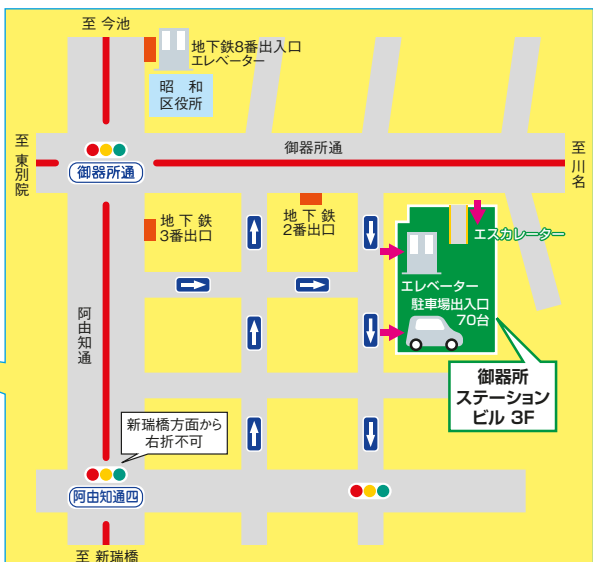 至 今池
地下鉄8番出入口
エレベーター
昭和
区役所
至 東別院
御器所通
御器所通
至 川名
地下鉄
3番出口
地下鉄
2番出口
エスカレーター
エレベーター
駐車場出入口
70台
阿由知通
御器所
ステーション
ビル 3F
新瑞橋方面から
右折不可
阿由知通四
至 新瑞橋